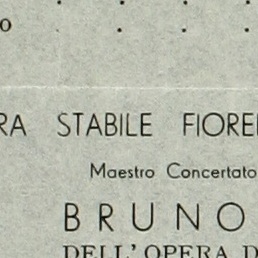 o . . .
RA STABILE FIORE
Maestro Concertato
BRUNO
DELL'OPERA D